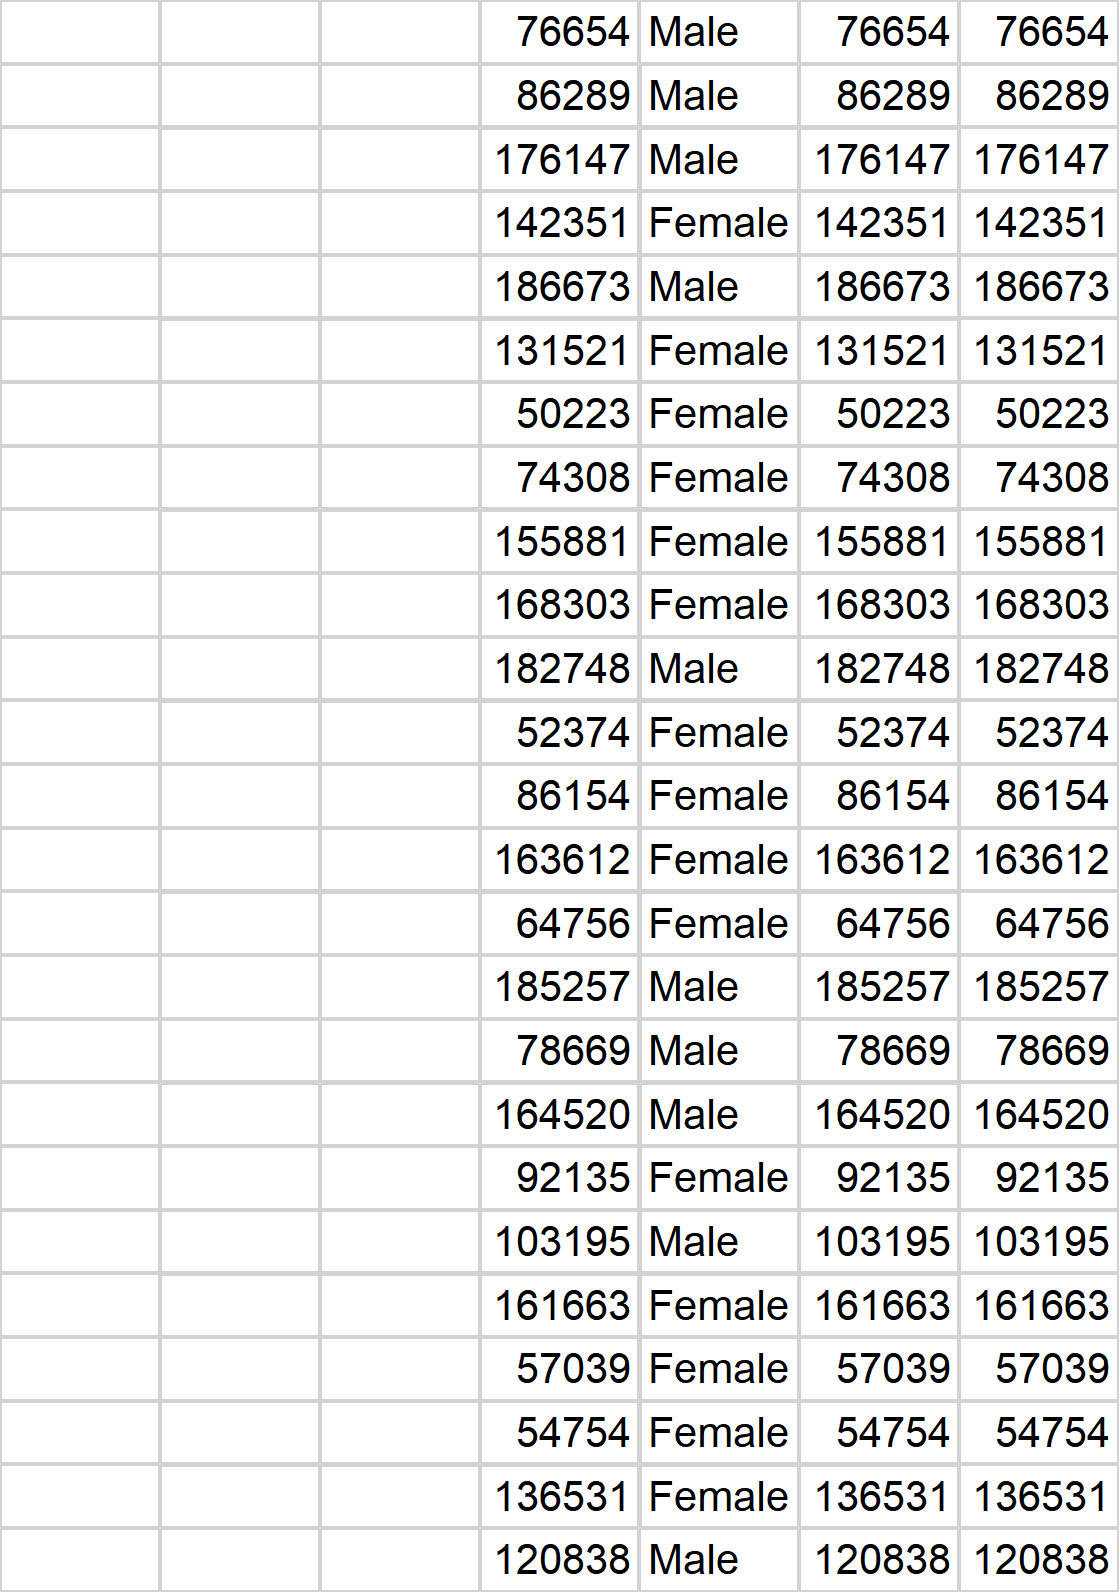 76654 Male 76654 76654
86289 Male 86289 86289
176147 Male 176147 176147
142351 Female 142351 142351
186673 Male 186673 186673
131521 Female 131521 131521
50223 Female 50223 50223
74308 Female 74308 74308
155881 Female 155881 155881
168303 Female 168303 168303
182748 Male 182748 182748
52374 Female 52374 52374
86154 Female 86154 86154
163612 Female 163612 163612
64756 Female 64756 64756
185257 Male 185257 185257
78669 Male 78669 78669
164520 Male 164520 164520
92135 Female 92135 92135
103195 Male 103195 103195
161663 Female 161663 161663
57039 Female 57039 57039
54754 Female 54754 54754
136531 Female 136531 136531
120838 Male 120838 120838